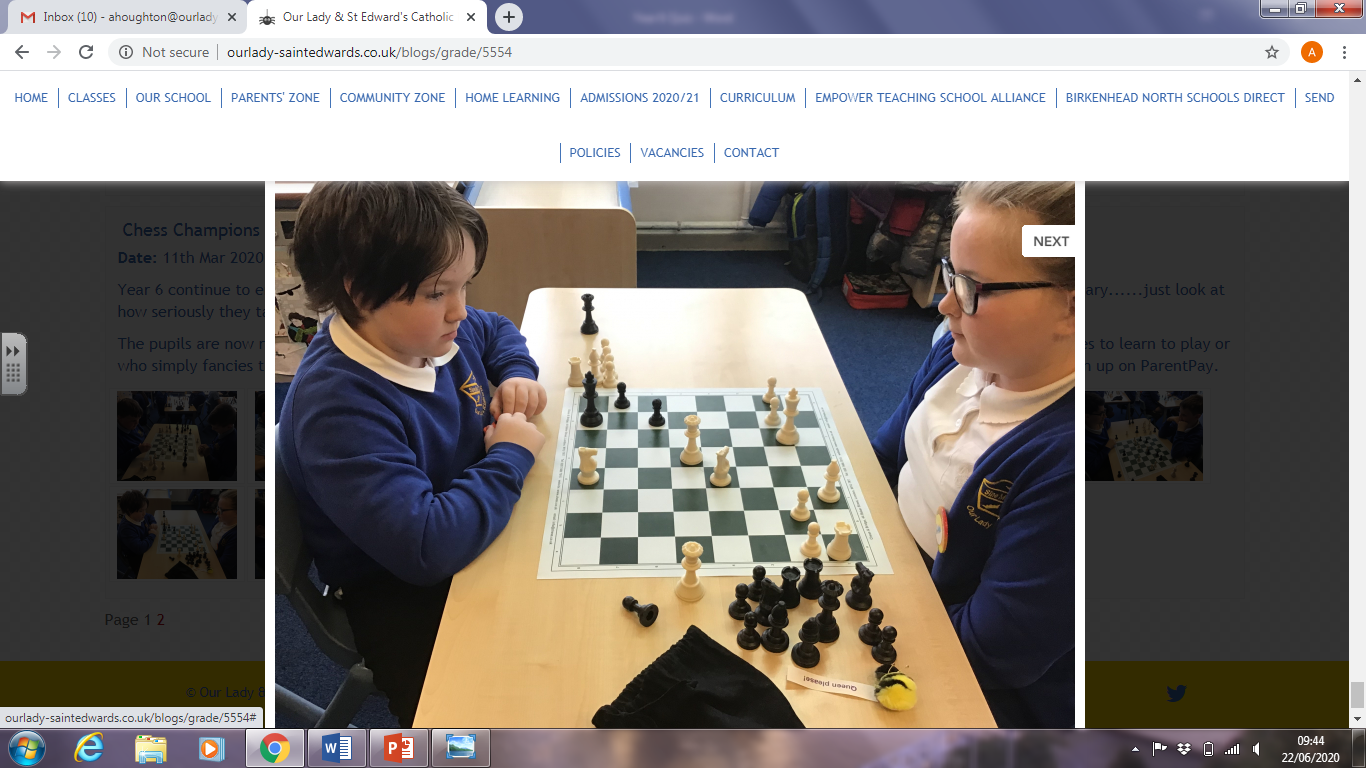 Inbox (10) - ahoughton@ourlady
Our Lady & St Edward's Catholic
Not secure
ourlady-saintedwards.co.uk/blogs/grade/5554
A
HOME
CLASSES
OUR SCHOOL
PARENTS' ZONE
COMMUNITY ZONE
HOME LEARNING
ADMISSIONS 2020/21
CURRICULUM
EMPOWER TEACHING SCHOOL ALLIANCE
BIRKENHEAD NORTH SCHOOLS DIRECT
SEND
POLICIES
VACANCIES
CONTACT
NEXT
Chess Champions
Date: 11th Mar 2020
Year 6 continue to e
ary......just look at
how seriously they ta
The pupils are now
es to learn to play or
who simply fancies t
up on ParentPay.
Our Lady
Queen please!
Page 1 2
© Our Lady
ourlady-saintedwards.co.uk/blogs/grade/5554#
09:44
22/06/2020